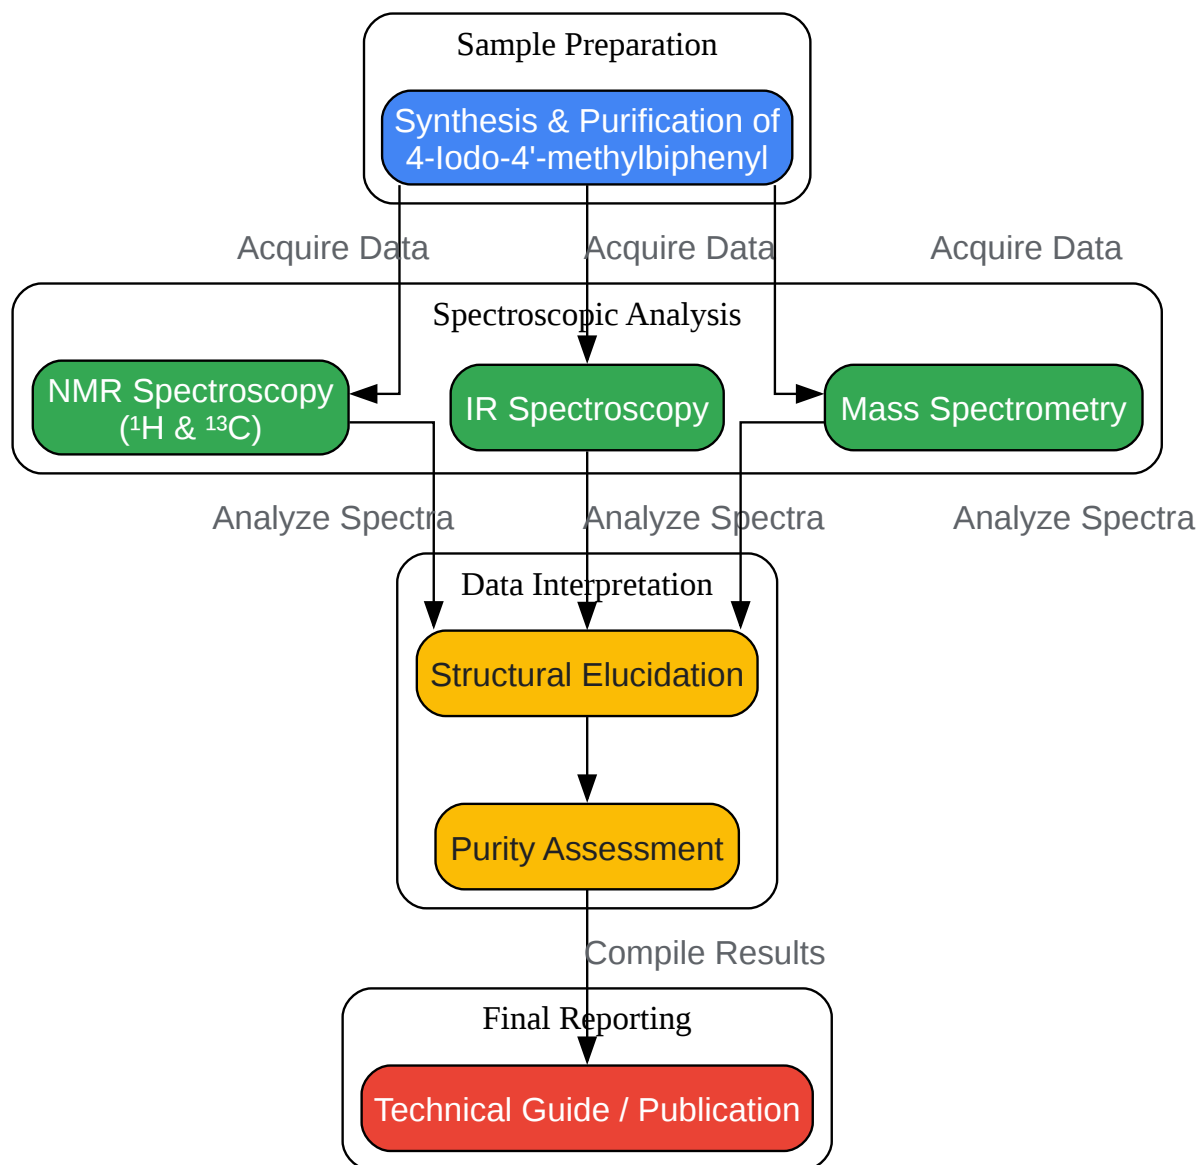 Sample Preparation
Synthesis & Purification of
4-Iodo-4'-methylbiphenyl
Acquire Data
Acquire Data
Acquire Data
Spectroscopic Analysis
NMR Spectroscopy
(¹H & ¹³C)
IR Spectroscopy
Mass Spectrometry
Analyze Spectra
Analyze Spectra
Analyze Spectra
Data Interpretation
Structural Elucidation
Purity Assessment
Compile Results
Final Reporting
Technical Guide / Publication